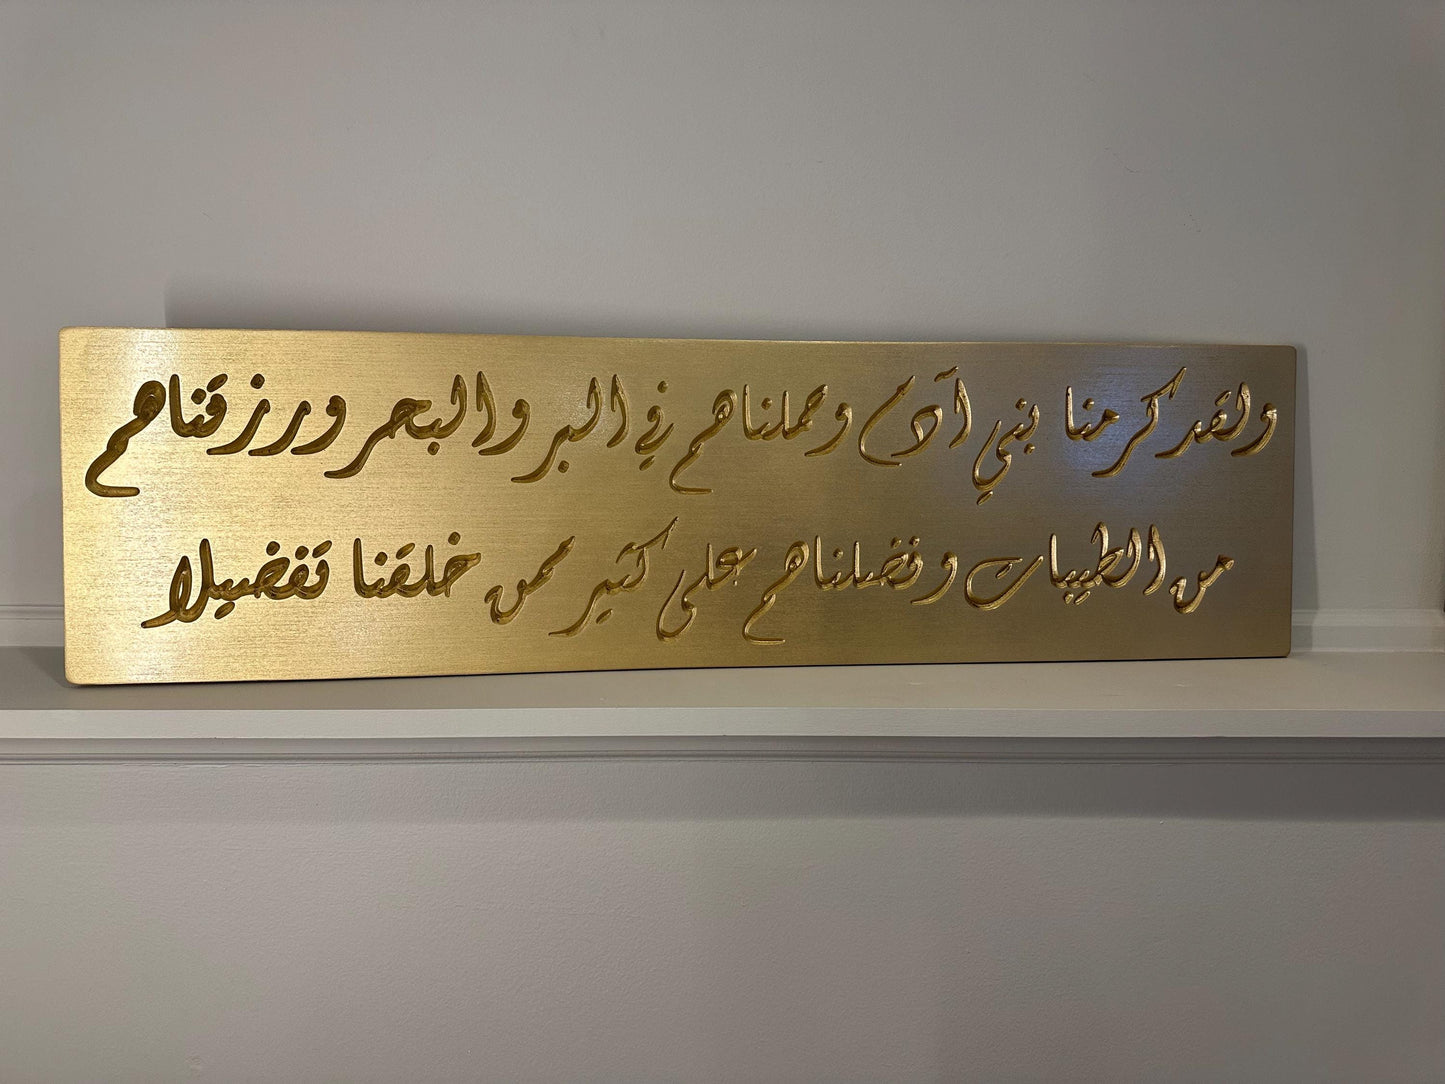 ولقد كرمنا بني آدم وحملناهم في البر والبحر ورزقناهم
من الطيبات وفضلناهم على كثير ممن خلقنا تفضيلا